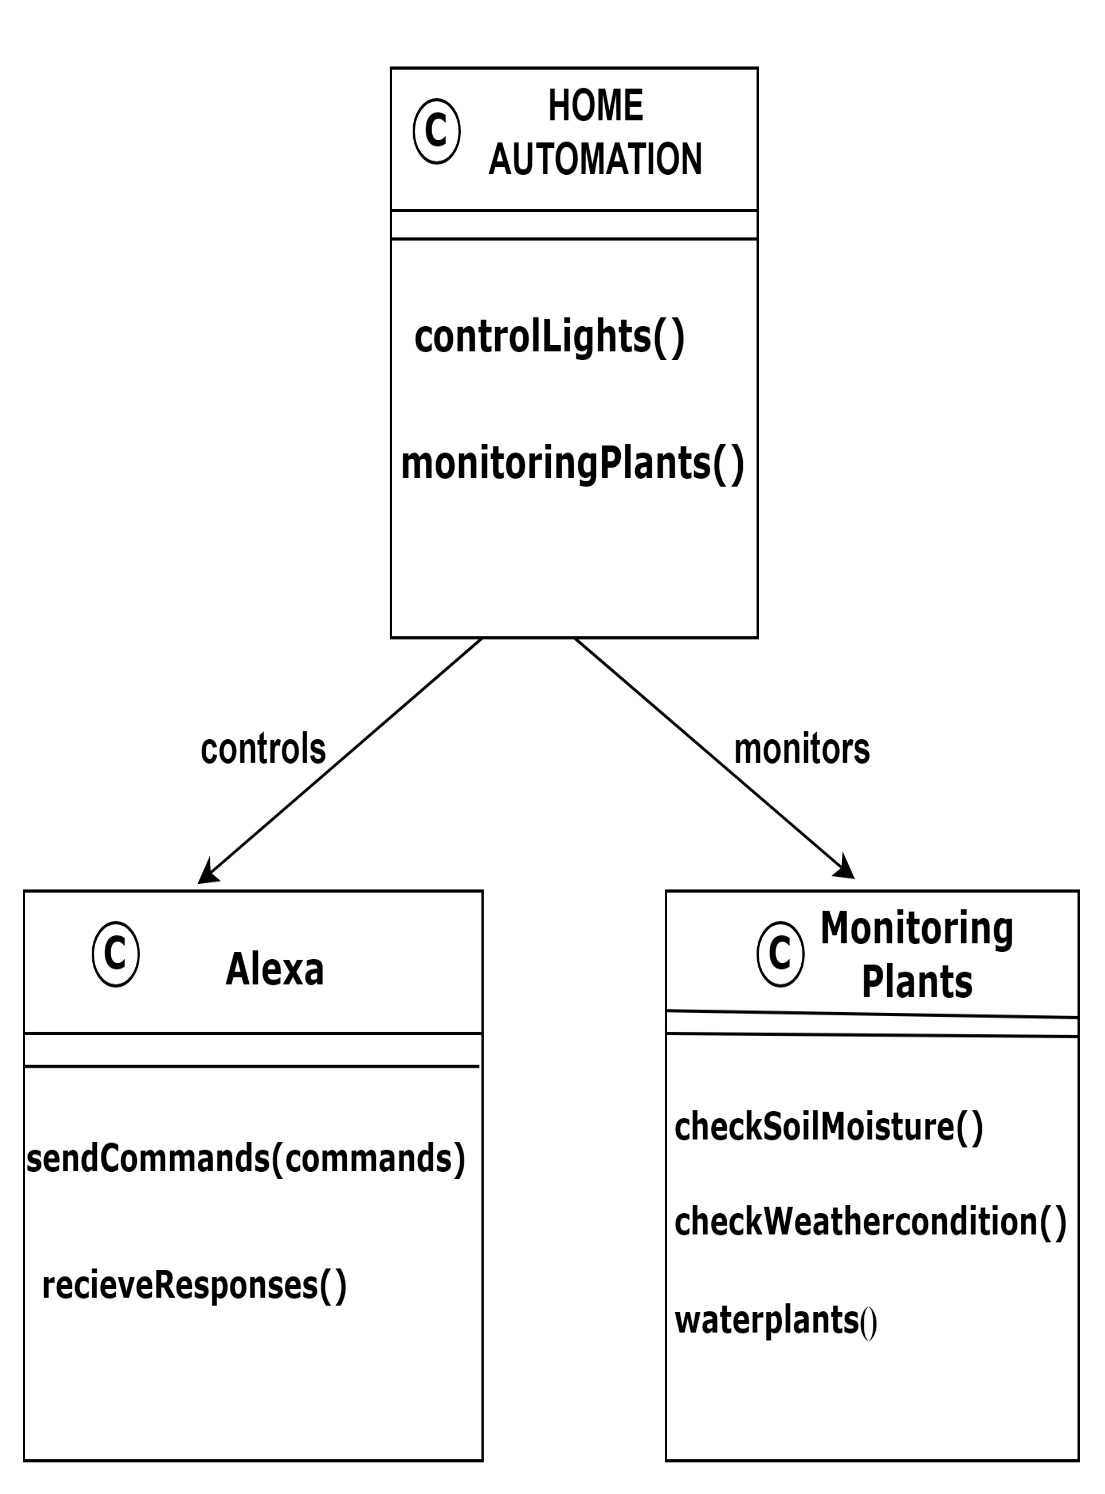 C
HOME
AUTOMATION
controlLights()
monitoringPlants()
controls
monitors
C
Alexa
sendCommands(commands)
recieveResponses()
C
Monitoring
Plants
checkSoilMoisture()
checkWeathercondition()
waterplants()